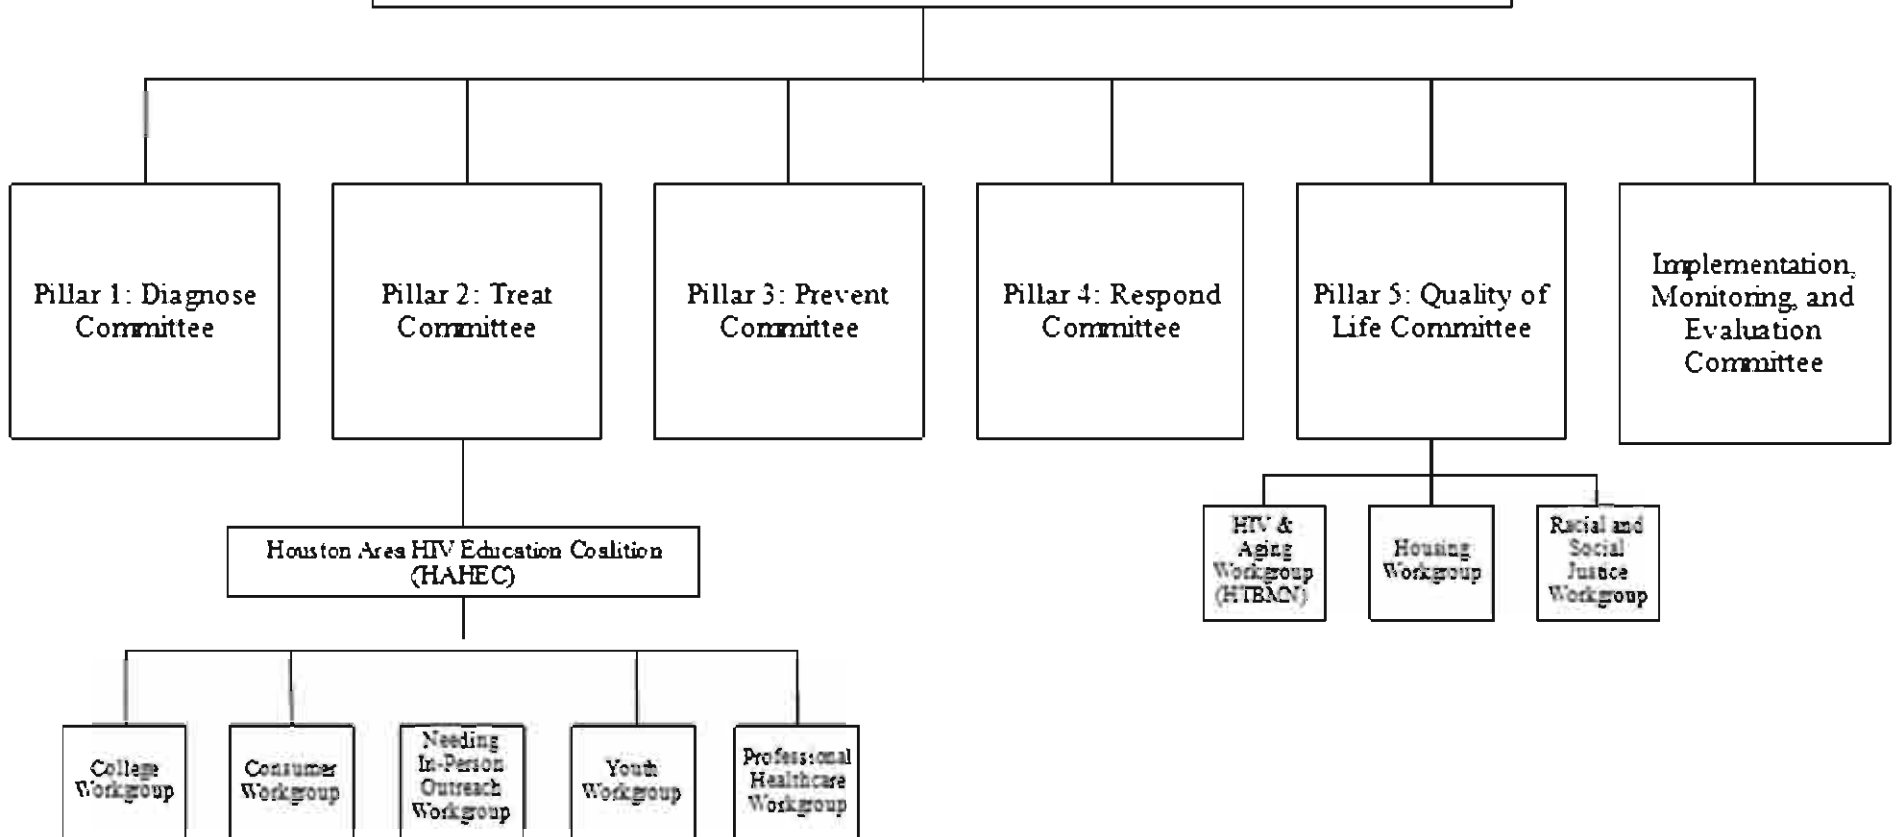 Pillar 1: Diagnose
Committee
Pillar 2: Treat
Committee
Pillar 3: Prevent
Committee
Pillar 4: Respond
Committee
Pillar 5: Quality of
Life Committee
Implementation,
Monitoring, and
Evaluation
Committee
Houston Area HIV Education Coalition
(HAHEC)
HIV &
Aging
Workgroup
(HTBMN)
Housing
Workgroup
Racial and
Social
Justice
Workgroup
College
Workgroup
Consumer
Workgroup
Needing
In-Person
Outreach
Workgroup
Youth
Workgroup
Professional
Healthcare
Workgroup